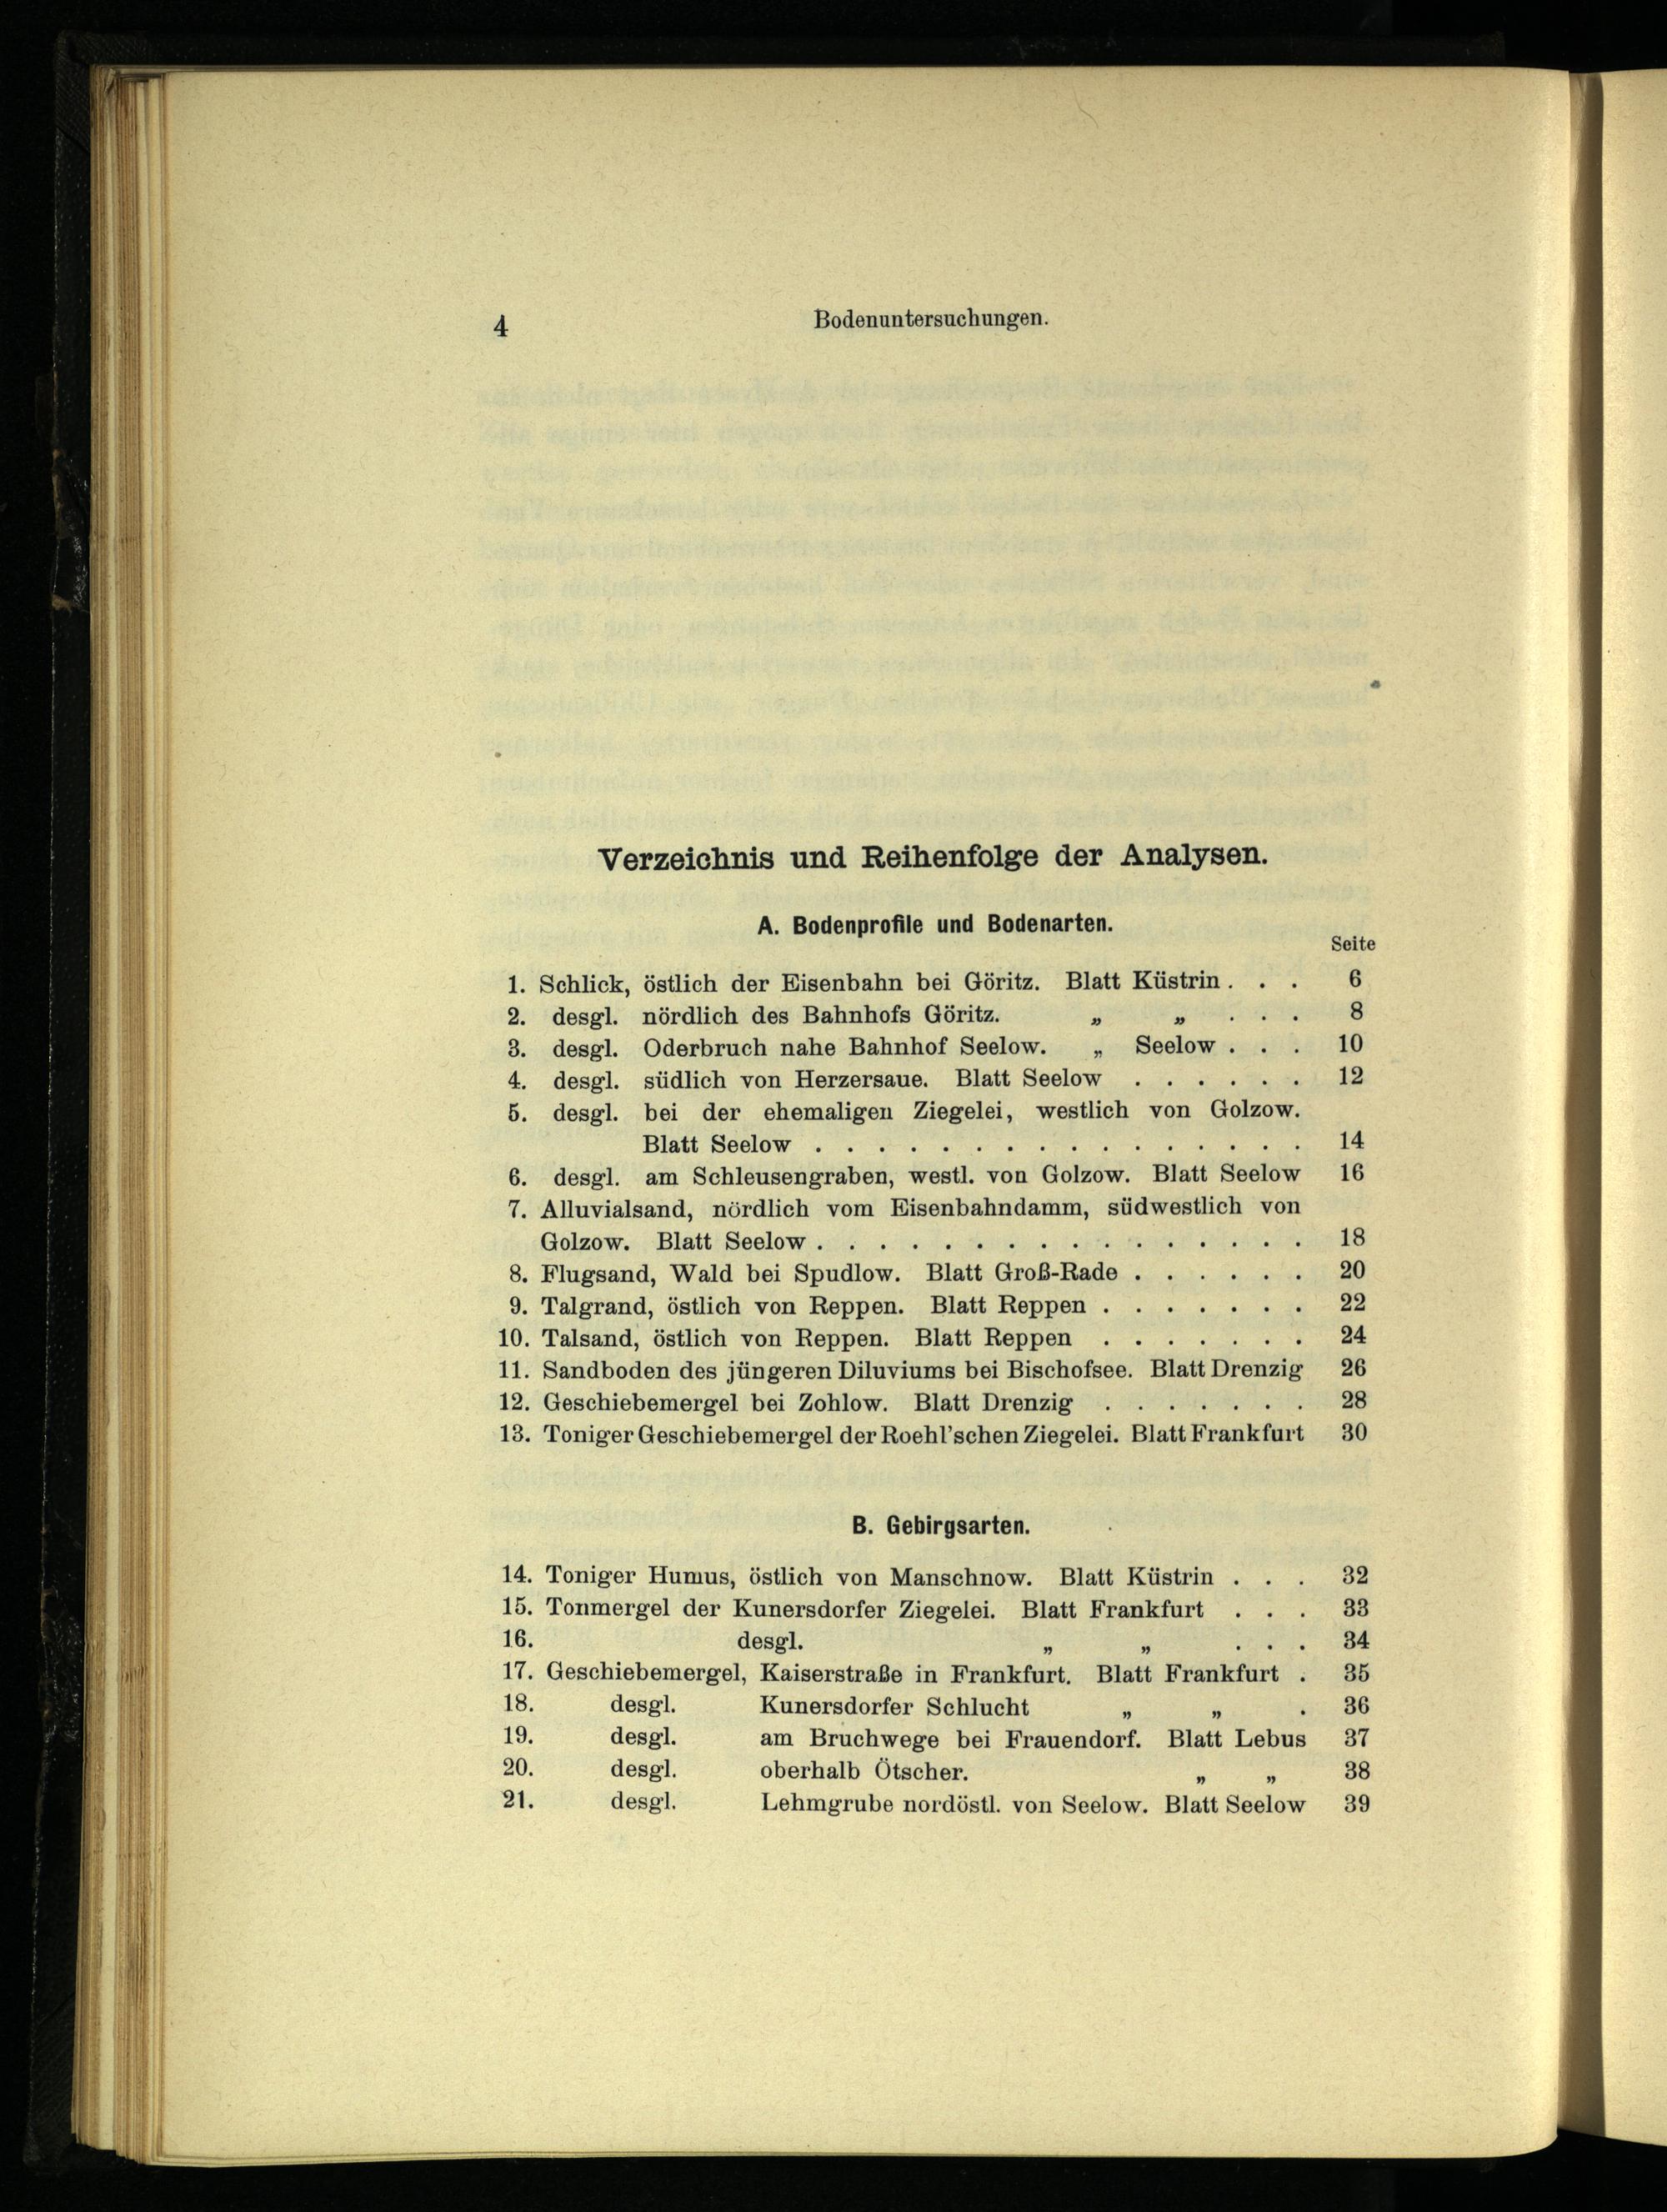 4
Bodenuntersuchungen.
Verzeichnis und Reihenfolge der Analysen.
A. Bodenprofile und Bodenarten.
Seite
1. Schlick, östlich der Eisenbahn bei Göritz. Blatt Küstrin . . . 6
2. desgl. nördlich des Bahnhofs Göritz. „ „ . . . 8
3. desgl. Oderbruch nahe Bahnhof Seelow. „ Seelow . . . 10
4. desgl. südlich von Herzersaue. Blatt Seelow . . . . . . 12
5. desgl. bei der ehemaligen Ziegelei, westlich von Golzow.
Blatt Seelow . . . . . . . . . . . . . . . . 14
6. desgl. am Schleusengraben, westl. von Golzow. Blatt Seelow 16
7. Alluvialsand, nördlich vom Eisenbahndamm, südwestlich von
Golzow. Blatt Seelow . . . . . . . . . . . . . . . . 18
8. Flugsand, Wald bei Spudlow. Blatt Groß-Rade . . . . . . 20
9. Talgrand, östlich von Reppen. Blatt Reppen . . . . . . . 22
10. Talsand, östlich von Reppen. Blatt Reppen . . . . . . . 24
11. Sandboden des jüngeren Diluviums bei Bischofsee. Blatt Drenzig 26
12. Geschiebemergel bei Zohlow. Blatt Drenzig . . . . . . . 28
13. Toniger Geschiebemergel der Roehl'schen Ziegelei. Blatt Frankfurt 30
B. Gebirgsarten.
14. Toniger Humus, östlich von Manschnow. Blatt Küstrin . . . 32
15. Tonmergel der Kunersdorfer Ziegelei. Blatt Frankfurt . . . 33
16. desgl. „ „ . . . 34
17. Geschiebemergel, Kaiserstraße in Frankfurt. Blatt Frankfurt . 35
18. desgl. Kunersdorfer Schlucht „ „ . 36
19. desgl. am Bruchwege bei Frauendorf. Blatt Lebus 37
20. desgl. oberhalb Ötscher. „ „ 38
21. desgl. Lehmgrube nordöstl. von Seelow. Blatt Seelow 39